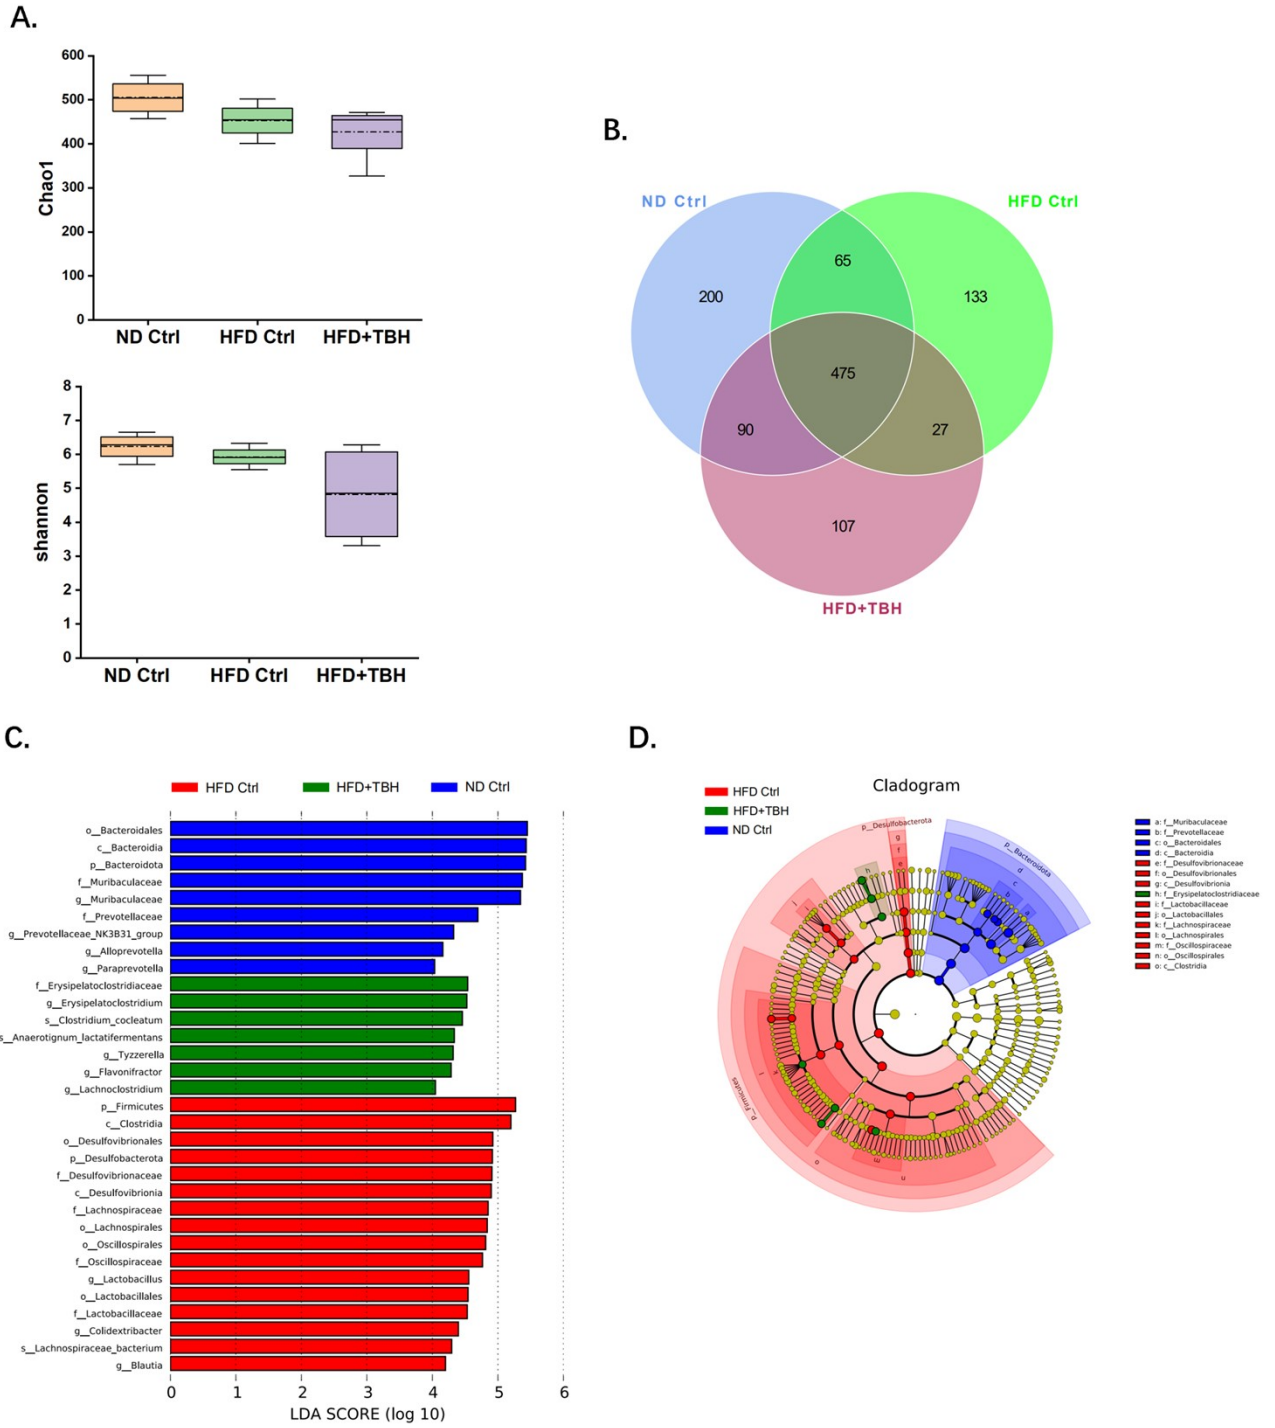 A.
600
500
400
300
200
100
0
Chao1
ND Ctrl HFD Ctrl HFD+TBH
8
7
6
5
4
3
2
1
0
shannon
ND Ctrl HFD Ctrl HFD+TBH
B.
ND Ctrl
HFD Ctrl
65
200
133
475
90
27
107
HFD+TBH
C.
HFD Ctrl HFD+TBH ND Ctrl
o__Bacteroidales
c__Bacteroidia
p__Bacteroidota
f__Muribaculaceae
g__Muribaculaceae
f__Prevotellaceae
g__Prevotellaceae_NK3B31_group
g__Alloprevotella
g__Paraprevotella
f__Erysipelatoclostridiaceae
g__Erysipelatoclostridium
s__Clostridium_cocleatum
s__Anaerotignum_lactatifermentans
g__Tyzzerella
g__Flavonifractor
g__Lachnoclostridium
p__Firmicutes
c__Clostridia
o__Desulfovibrionales
p__Desulfobacterota
f__Desulfovibrionaceae
c__Desulfovibrionia
f__Lachnospiraceae
o__Lachnospirales
o__Oscillospirales
f__Oscillospiraceae
g__Lactobacillus
o__Lactobacillales
f__Lactobacillaceae
g__Colidextribacter
s__Lachnospiraceae_bacterium
g__Blautia
0 1 2 3 4 5 6
LDA SCORE (log 10)
D.
Cladogram
HFD Ctrl
HFD+TBH
ND Ctrl
p__Desulfobacterota
g
f
e
h
p__Bacteroidota
d
c
b
a
j
i
l
k
p__Firmicutes
o
m
n
a: f__Muribaculaceae
b: f__Prevotellaceae
c: o__Bacteroidales
d: c__Bacteroidia
e: f__Desulfovibrionaceae
f: o__Desulfovibrionales
g: c__Desulfovibrionia
h: f__Erysipelatoclostridiaceae
i: f__Lactobacillaceae
j: o__Lactobacillales
k: f__Lachnospiraceae
l: o__Lachnospirales
m: f__Oscillospiraceae
n: o__Oscillospirales
o: c__Clostridia